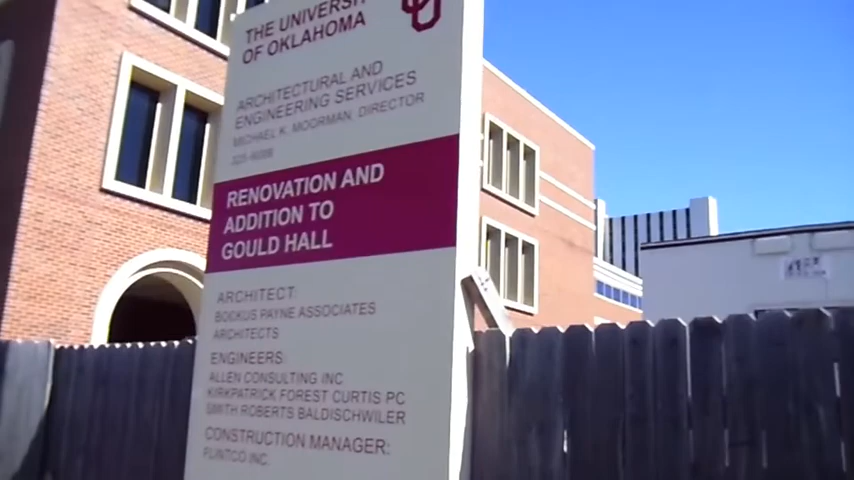 THE UNIVERSITY
OF OKLAHOMA
OU
ARCHITECTURAL AND
ENGINEERING SERVICES
MICHAEL K. MOORMAN, DIRECTOR
RENOVATION AND
ADDITION TO
GOULD HALL
ARCHITECT:
BOCKUS PAYNE ASSOCIATES
ARCHITECTS
ENGINEERS:
ALLEN CONSULTING INC
KIRKPATRICK FOREST CURTIS PC
SMITH ROBERTS BALDISCHWILER
CONSTRUCTION MANAGER:
FLINTCO INC.